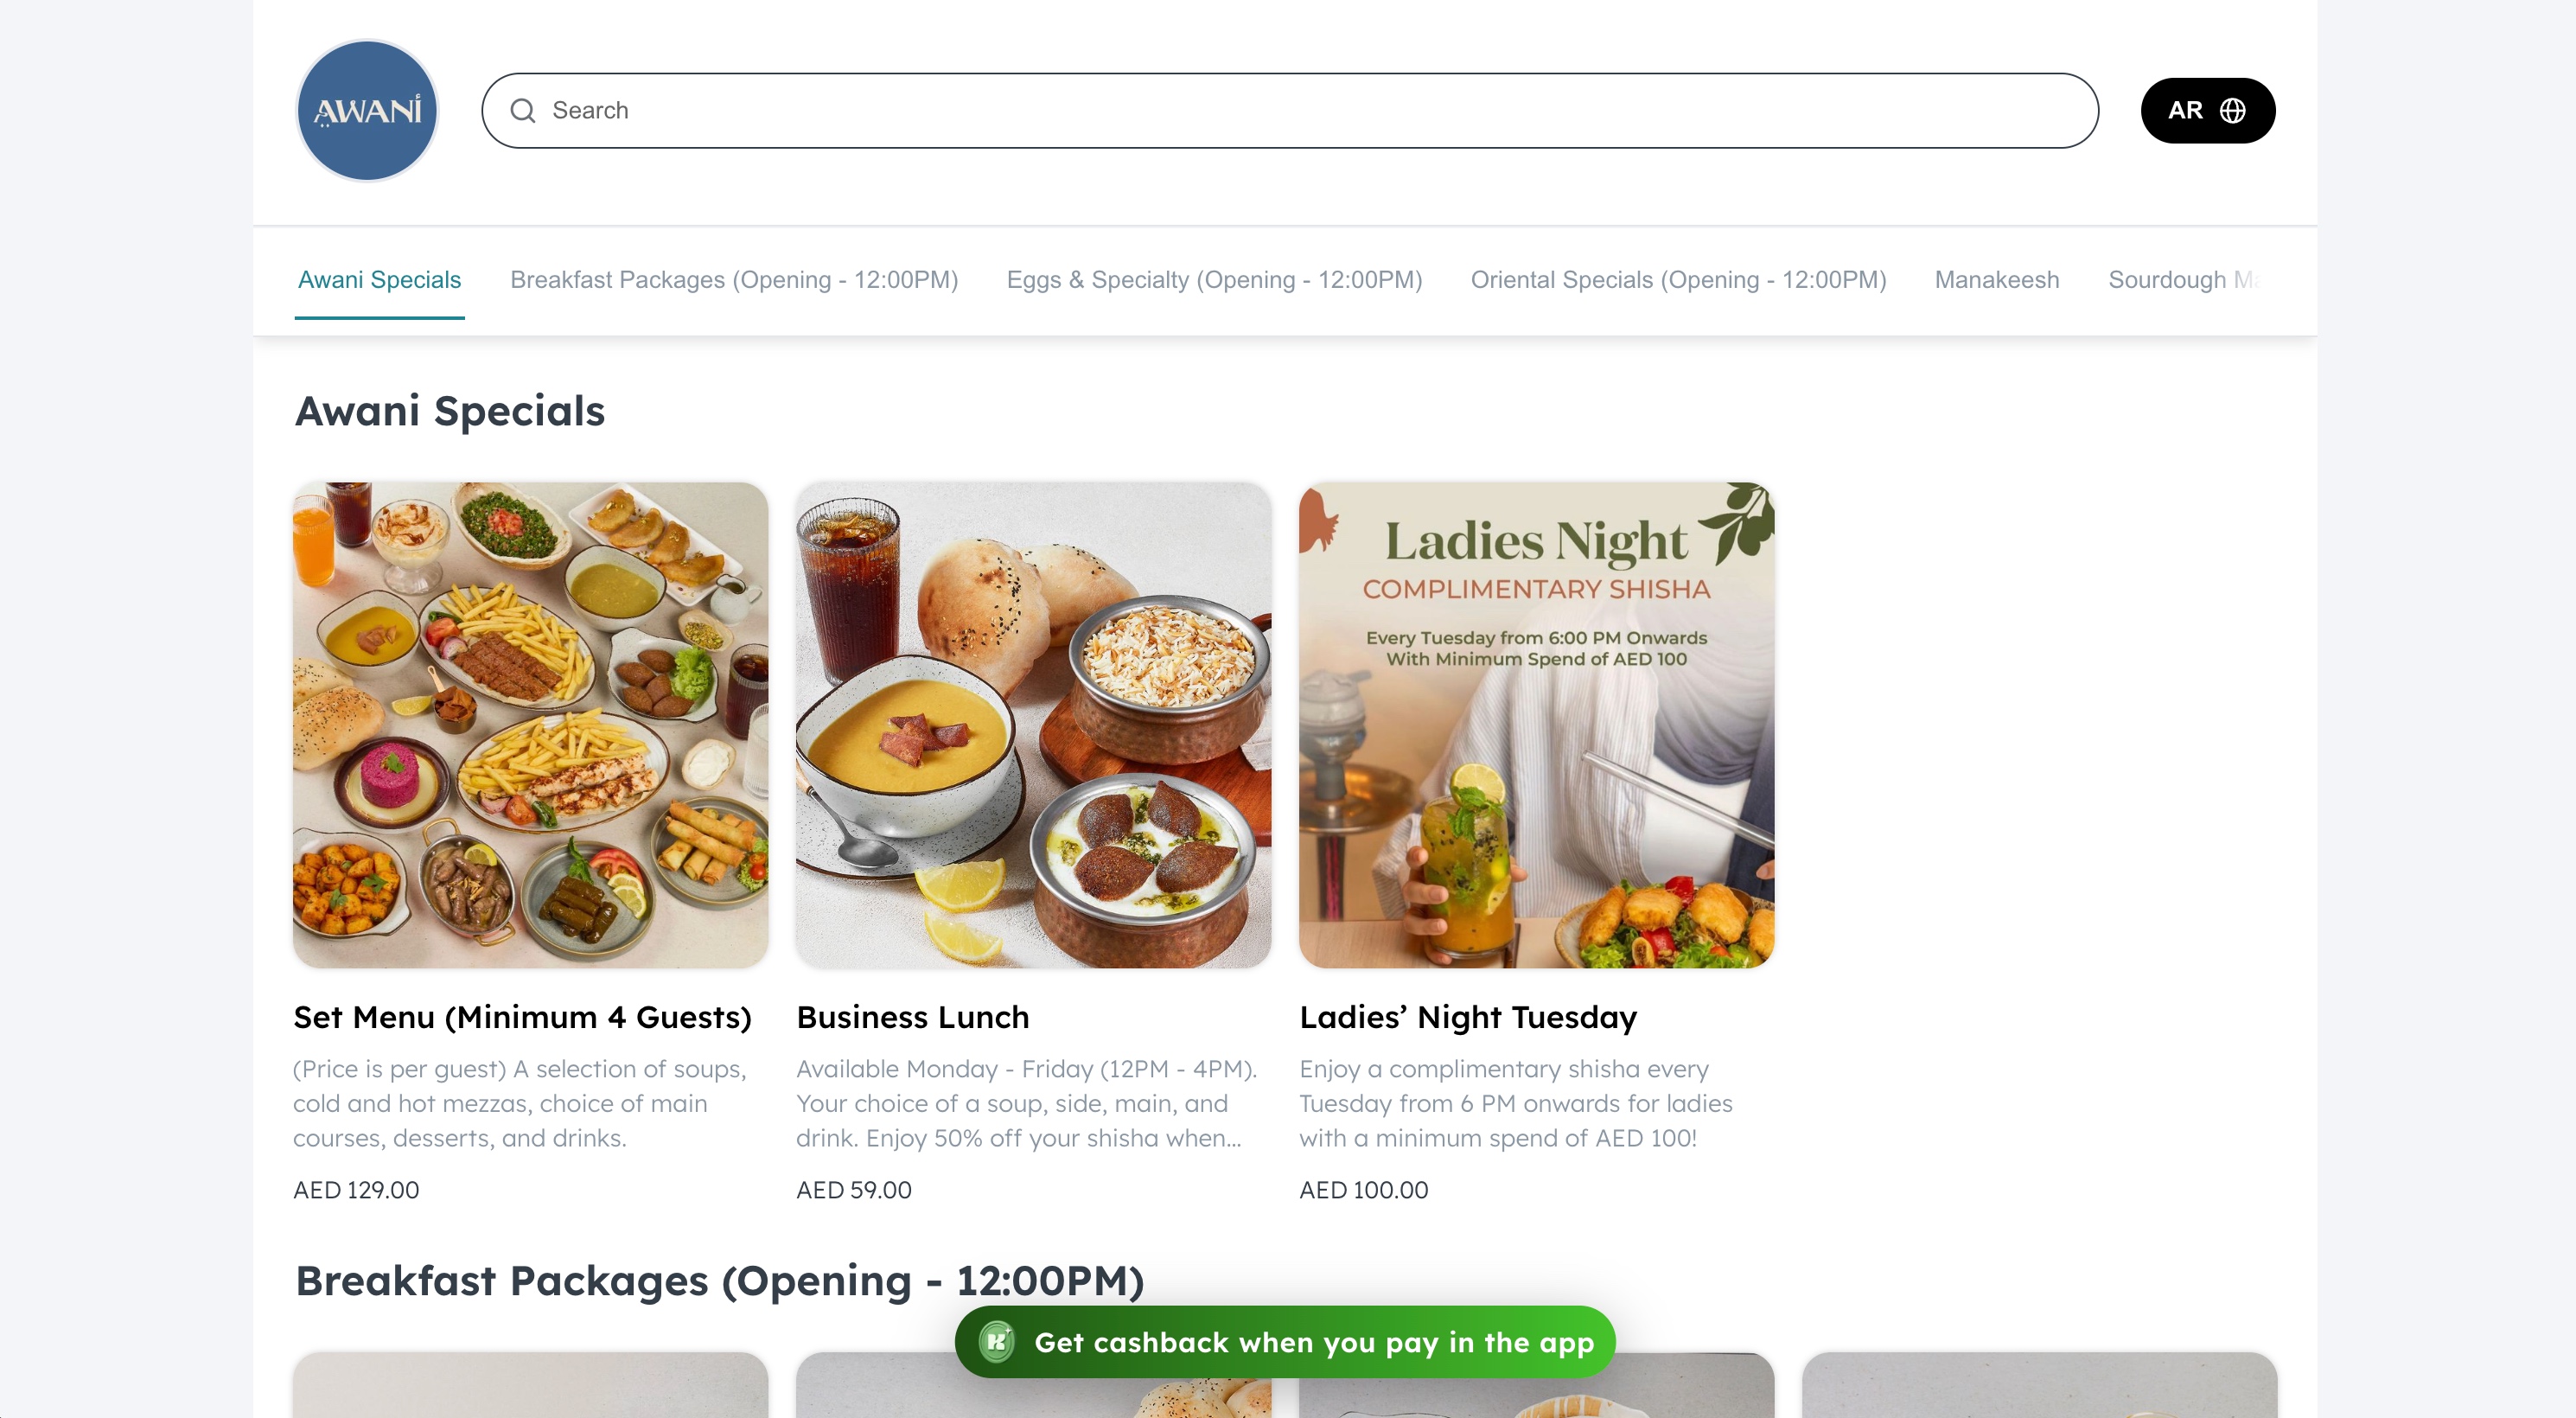 AWANI
Search
AR
Awani Specials
Breakfast Packages (Opening - 12:00PM)
Eggs & Specialty (Opening - 12:00PM)
Oriental Specials (Opening - 12:00PM)
Manakeesh
Sourdough
Awani Specials
Ladies Night
COMPLIMENTARY SHISHA
Every Tuesday from 6:00 PM Onwards
With Minimum Spend of AED 100
Set Menu (Minimum 4 Guests)
(Price is per guest) A selection of soups,
cold and hot mezzas, choice of main
courses, desserts, and drinks.
AED 129.00
Business Lunch
Available Monday - Friday (12PM - 4PM).
Your choice of a soup, side, main, and
drink. Enjoy 50% off your shisha when...
AED 59.00
Ladies’ Night Tuesday
Enjoy a complimentary shisha every
Tuesday from 6 PM onwards for ladies
with a minimum spend of AED 100!
AED 100.00
Breakfast Packages (Opening - 12:00PM)
K
Get cashback when you pay in the app